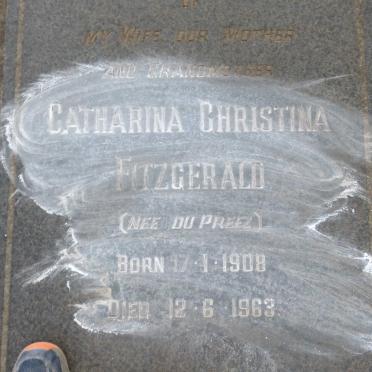 MY WIFE OUR MOTHER
AND GRANDMOTHER
CATHARINA CHRISTINA
FITZGERALD
(NEE DU PREEZ)
BORN 17·1·1908
DIED 12·6·1963